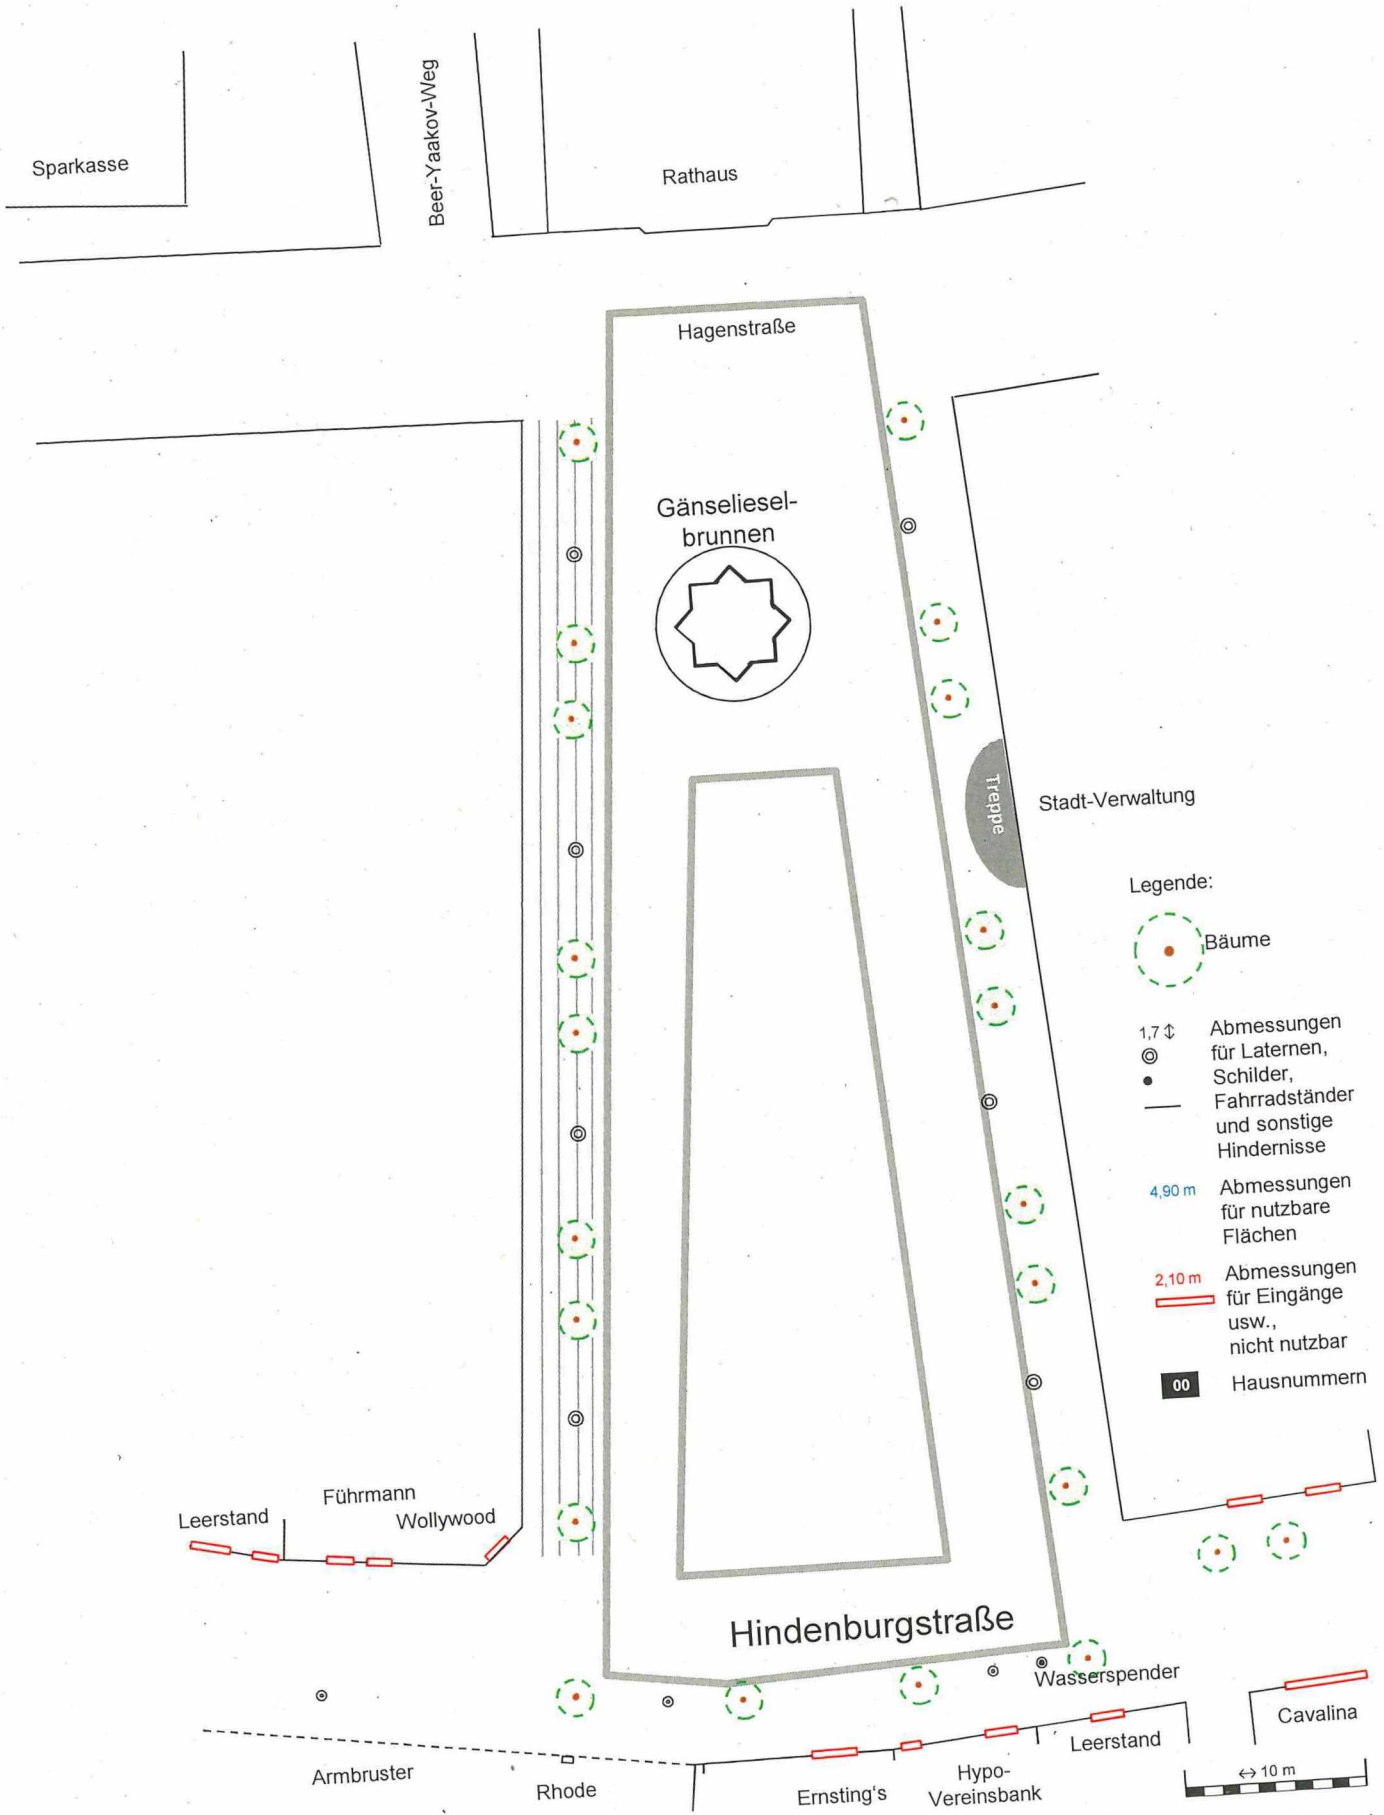 Sparkasse
Beer-Yaakov-Weg
Rathaus
Hagenstraße
Gänseliesel-
brunnen
Treppe
Stadt-Verwaltung
Legende:
Bäume
1,7 ↕
Abmessungen
für Laternen,
Schilder,
Fahrradständer
und sonstige
Hindernisse
4,90 m
Abmessungen
für nutzbare
Flächen
2,10 m
Abmessungen
für Eingänge
usw.,
nicht nutzbar
00
Hausnummern
Leerstand
Führmann
Wollywood
Hindenburgstraße
Wasserspender
Cavalina
Leerstand
↔ 10 m
Armbruster
Rhode
Ernsting‘s
Hypo-
Vereinsbank